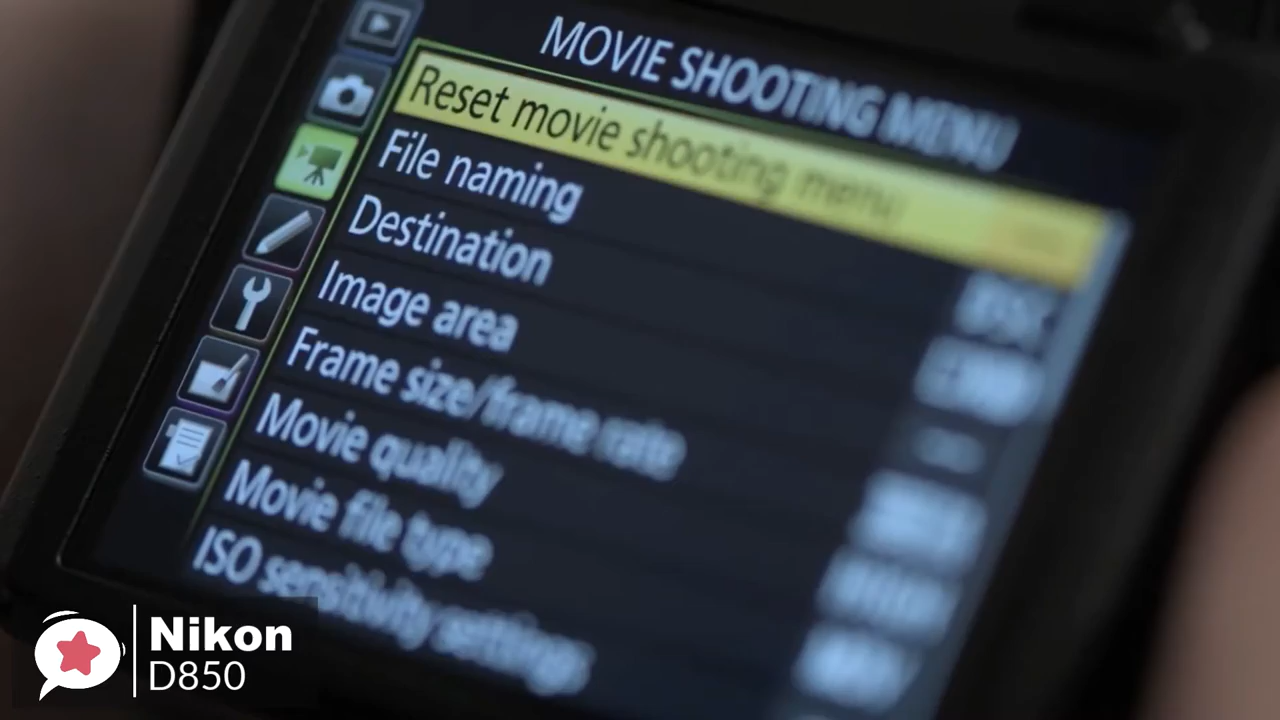 MOVIE SHOOTING MENU
Reset movie shooting menu
File naming
Destination
Image area
Frame size/frame rate
Movie quality
Movie file type
ISO sensitivity settings
Nikon
D850